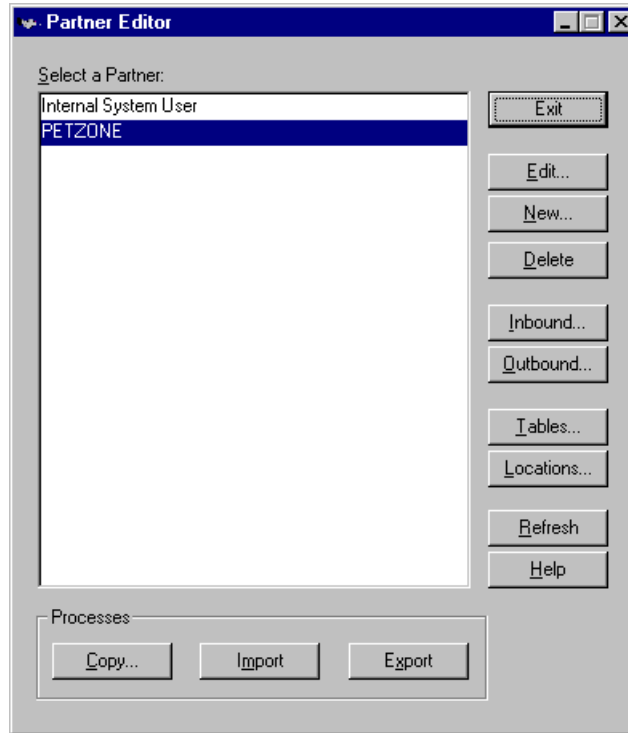 Partner Editor
Select a Partner:
Internal System User
PETZONE
Exit
Edit...
New...
Delete
Inbound...
Outbound...
Tables...
Locations...
Refresh
Help
Processes
Copy...
Import
Export